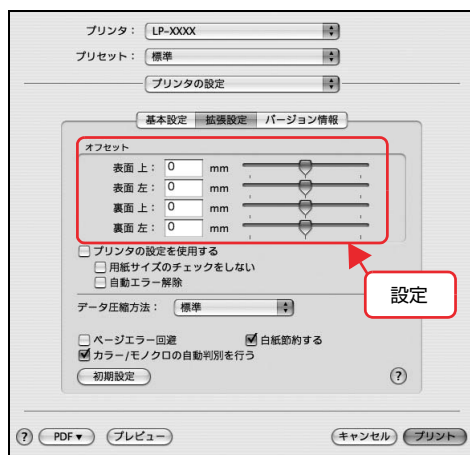 プリンタ： LP-XXXX
プリセット： 標準
プリンタの設定
基本設定 拡張設定 バージョン情報
オフセット
表面 上： 0 mm
表面 左： 0 mm
裏面 上： 0 mm
裏面 左： 0 mm
プリンタの設定を使用する
用紙サイズのチェックをしない
自動エラー解除
設定
データ圧縮方法： 標準
ページエラー回避 白紙節約する
カラー/モノクロの自動判別を行う
初期設定 ?
? PDF▼ プレビュー キャンセル プリント